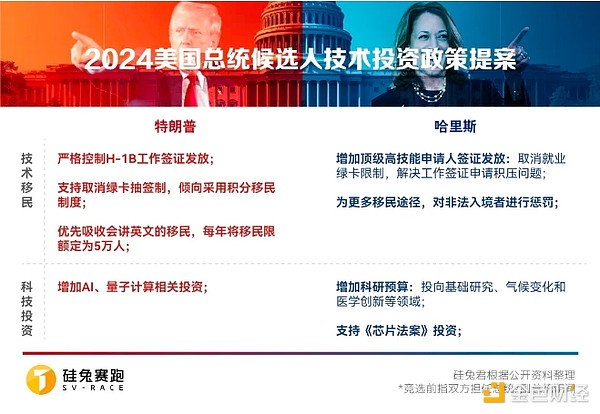 2024美国总统候选人技术投资政策提案
特朗普
哈里斯
技术移民
严格控制H-1B工作签证发放;
支持取消绿卡抽签制,倾向采用积分移民
制度;
优先吸收会讲英文的移民,每年将移民限
额定为5万人;
增加顶级高技能申请人签证发放:取消就业
绿卡限制,解决工作签证申请积压问题;
为更多移民途径,对非法入境者进行惩罚;
科技投资
增加AI、量子计算相关投资;
增加科研预算:投向基础研究、气候变化和
医学创新等领域;
支持《芯片法案》投资;
硅兔赛跑
SV-RACE
硅兔君根据公开资料整理
*竞选前指双方担任总统
金色财经